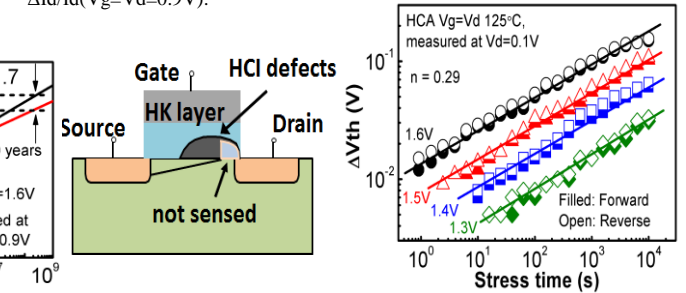 ΔId/Id(Vg=Vd=0.9V).
.7
years
=1.6V
ed at
0.9V
10⁹
Gate
HCI defects
HK layer
Source
Drain
not sensed
HCA Vg=Vd 125°C,
measured at Vd=0.1V
n = 0.29
10⁻¹
10⁻²
ΔVth (V)
1.6V
1.5V
1.4V
1.3V
Filled: Forward
Open: Reverse
10⁰ 10¹ 10² 10³ 10⁴
Stress time (s)